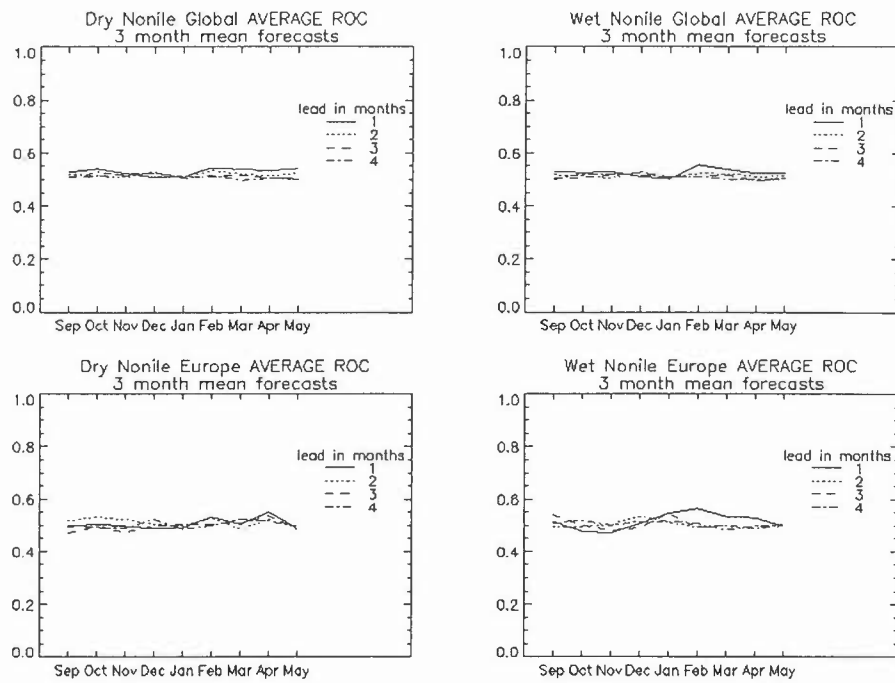 Dry Nonile Global AVERAGE ROC
3 month mean forecasts
1.0
0.8
0.6
0.4
0.2
0.0
lead in months
1
2
3
4
Sep Oct Nov Dec Jan Feb Mar Apr May
Wet Nonile Global AVERAGE ROC
3 month mean forecasts
1.0
0.8
0.6
0.4
0.2
0.0
lead in months
1
2
3
4
Sep Oct Nov Dec Jan Feb Mar Apr May
Dry Nonile Europe AVERAGE ROC
3 month mean forecasts
1.0
0.8
0.6
0.4
0.2
0.0
lead in months
1
2
3
4
Sep Oct Nov Dec Jan Feb Mar Apr May
Wet Nonile Europe AVERAGE ROC
3 month mean forecasts
1.0
0.8
0.6
0.4
0.2
0.0
lead in months
1
2
3
4
Sep Oct Nov Dec Jan Feb Mar Apr May